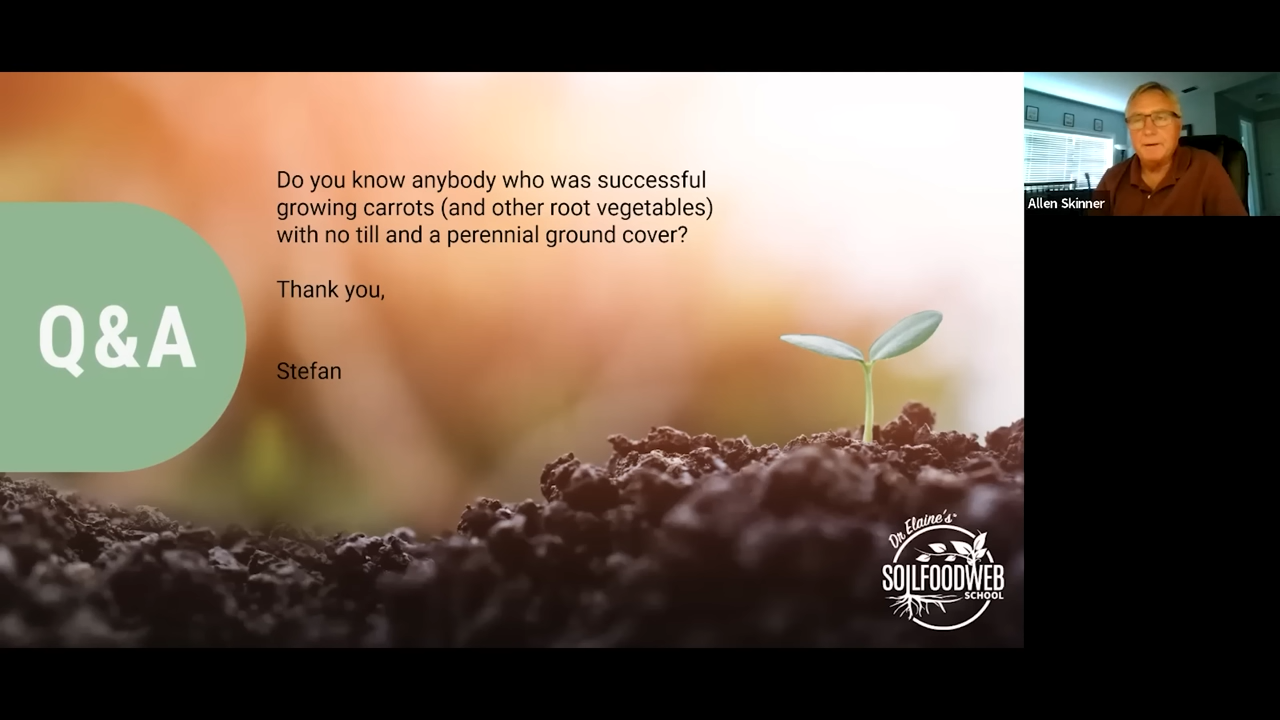 Do you know anybody who was successful
growing carrots (and other root vegetables)
with no till and a perennial ground cover?
Thank you,
Stefan
Q&A
Allen Skinner
Dr Elaine's™
SOILFOODWEB
SCHOOL